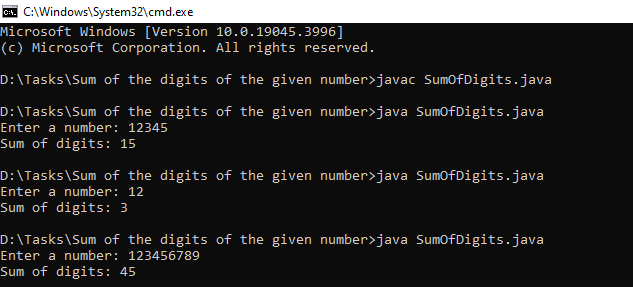 C:\Windows\System32\cmd.exe
Microsoft Windows [Version 10.0.19045.3996]
(c) Microsoft Corporation. All rights reserved.
D:\Tasks\Sum of the digits of the given number>javac SumOfDigits.java
D:\Tasks\Sum of the digits of the given number>java SumOfDigits.java
Enter a number: 12345
Sum of digits: 15
D:\Tasks\Sum of the digits of the given number>java SumOfDigits.java
Enter a number: 12
Sum of digits: 3
D:\Tasks\Sum of the digits of the given number>java SumOfDigits.java
Enter a number: 123456789
Sum of digits: 45